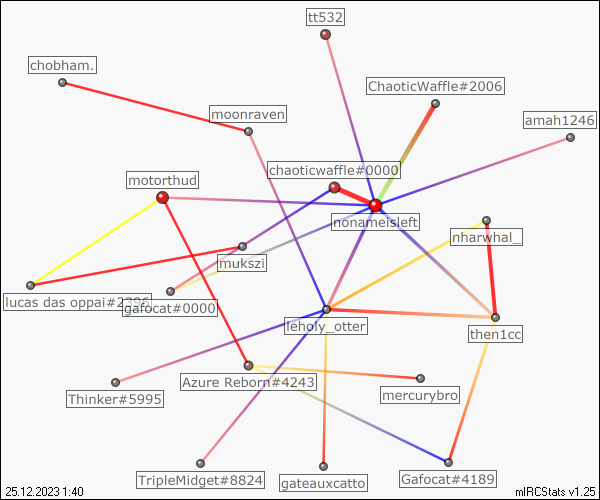 tt532
chobham.
ChaoticWaffle#2006
moonraven
amah1246
chaoticwaffle#0000
motorthud
nonameisleft
nharwhal_
mukszi
lucas das oppai#2396
gafocat#0000
leholy_otter
then1cc
Azure Reborn#4243
mercurybro
Thinker#5995
TripleMidget#8824
gateauxcatto
Gafocat#4189
25.12.2023 1:40
mIRCStats v1.25